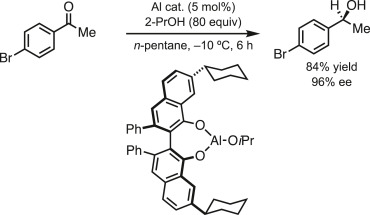 O
Me
Br
Al cat. (5 mol%)
2-PrOH (80 equiv)
n-pentane, –10 ºC, 6 h
H OH
Me
Br
84% yield
96% ee
Ph
O
Al–OiPr
Ph
O